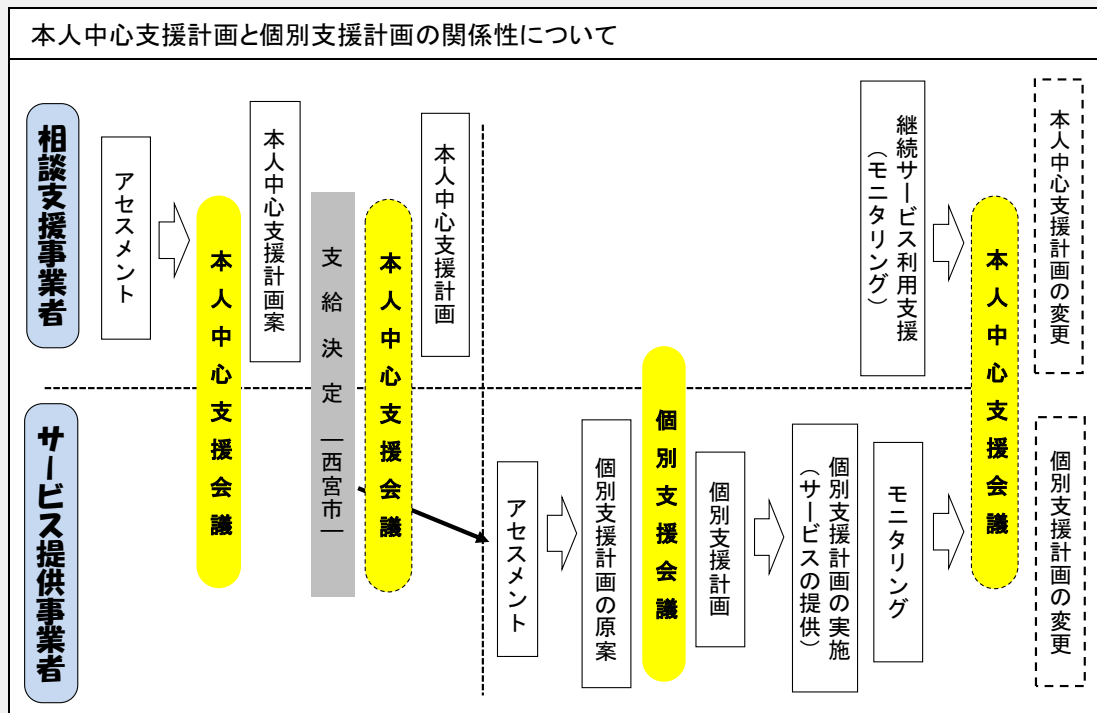 本人中心支援計画と個別支援計画の関係性について
相談支援事業者
アセスメント
本人中心支援会議
本人中心支援計画案
支給決定―西宮市―
本人中心支援会議
本人中心支援計画
継続サービス利用支援
（モニタリング）
本人中心支援会議
本人中心支援計画の変更
サービス提供事業者
アセスメント
個別支援計画の原案
個別支援会議
個別支援計画
個別支援計画の実施
（サービスの提供）
モニタリング
個別支援計画の変更